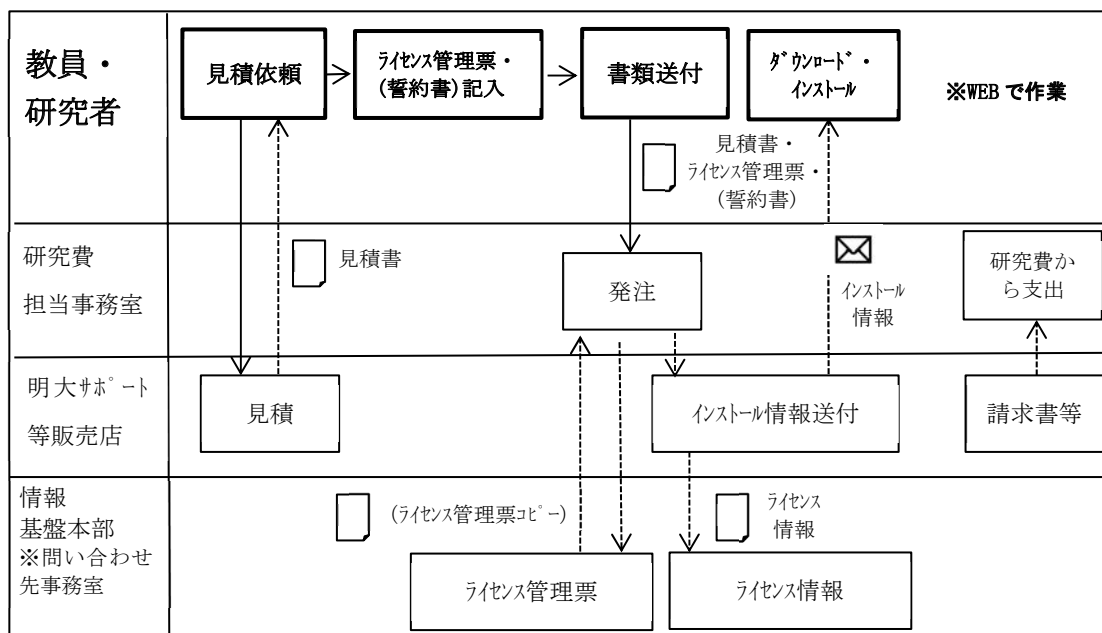 教員・
研究者
見積依頼
ﾗｲｾﾝｽ管理票・
(誓約書)記入
書類送付
ﾀﾞｳﾝﾛｰﾄﾞ・
ｲﾝｽﾄｰﾙ
※WEBで作業
見積書・
ﾗｲｾﾝｽ管理票・
(誓約書)
研究費
担当事務室
見積書
発注
ｲﾝｽﾄｰﾙ
情報
研究費か
ら支出
明大ｻﾎﾟｰﾄ
等販売店
見積
ｲﾝｽﾄｰﾙ情報送付
請求書等
情報
基盤本部
※問い合わせ
先事務室
(ﾗｲｾﾝｽ管理票ｺﾋﾟｰ)
ﾗｲｾﾝｽ
情報
ﾗｲｾﾝｽ管理票
ﾗｲｾﾝｽ情報